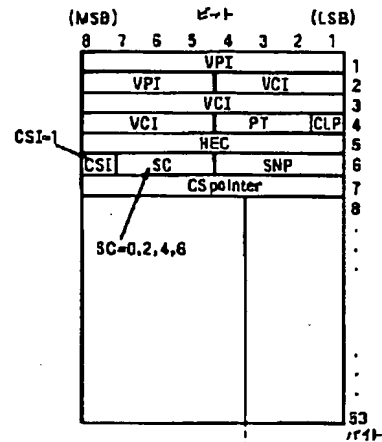 (MSB) ビット (LSB)
8 7 6 5 4 3 2 1
VPI 1
VPI VCI 2
VCI 3
VCI PT CLP 4
CSI=1
HEC 5
CSI SC SNP 6
CS pointer 7
8
SC=0,2,4,6
53
バイト